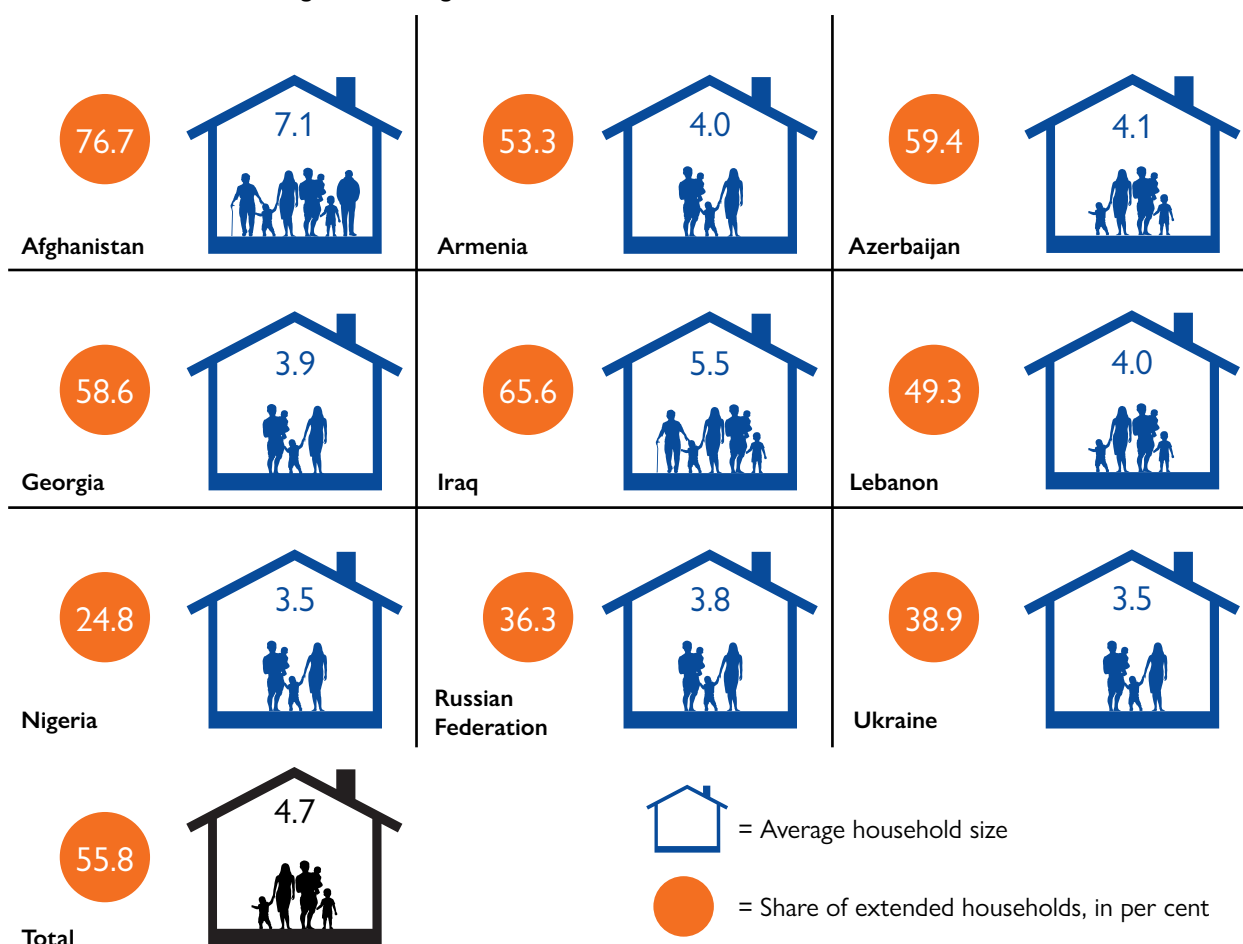 76.7
7.1
Afghanistan
53.3
4.0
Armenia
59.4
4.1
Azerbaijan
58.6
3.9
Georgia
65.6
5.5
Iraq
49.3
4.0
Lebanon
24.8
3.5
Nigeria
36.3
3.8
Russian
Federation
38.9
3.5
Ukraine
55.8
4.7
Total
= Average household size
= Share of extended households, in per cent